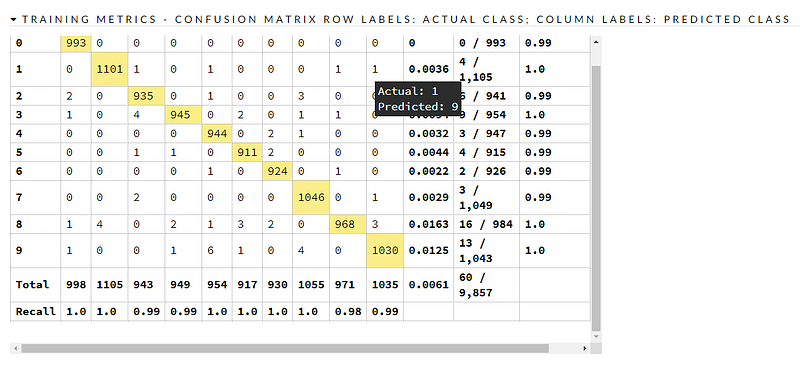 TRAINING METRICS - CONFUSION MATRIX ROW LABELS: ACTUAL CLASS; COLUMN LABELS: PREDICTED CLASS
0 993 0 0 0 0 0 0 0 0 0 0 0 / 993 0.99
1 0 1101 1 0 1 0 0 0 1 1 0.0036 4 / 1,105 1.0
Actual: 1
Predicted: 9
2 2 0 935 0 1 0 0 3 0 / 941 0.99
3 1 0 4 945 0 2 0 1 1 0 / 954 1.0
4 0 0 0 0 944 0 2 1 0 0 0.0032 3 / 947 0.99
5 0 0 1 1 0 911 2 0 0 0 0.0044 4 / 915 0.99
6 0 0 0 0 1 0 924 0 1 0 0.0022 2 / 926 0.99
7 0 0 2 0 0 0 0 1046 0 1 0.0029 3 / 1,049 0.99
8 1 4 0 2 1 3 2 0 968 3 0.0163 16 / 984 1.0
9 0 0 0 1 6 1 0 4 0 1030 0.0125 13 / 1,043 1.0
Total 998 1105 943 949 954 917 930 1055 971 1035 0.0061 60 / 9,857
Recall 1.0 1.0 0.99 0.99 1.0 1.0 1.0 1.0 0.98 0.99